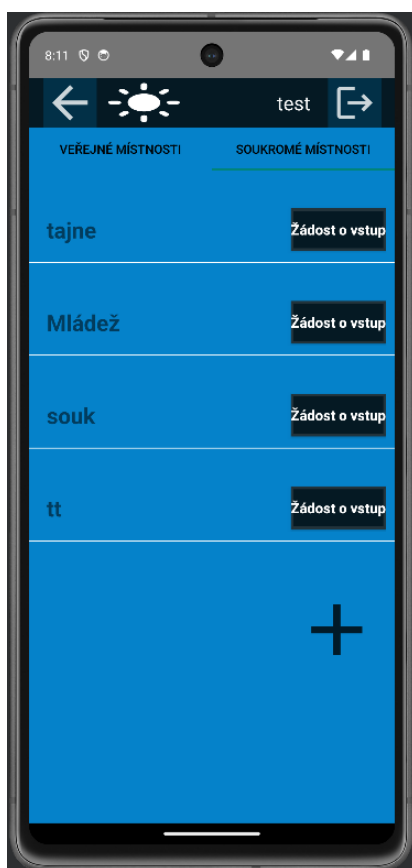 8:11
test
VEŘEJNÉ MÍSTNOSTI SOUKROMÉ MÍSTNOSTI
tajne Žádost o vstup
Mládež Žádost o vstup
souk Žádost o vstup
tt Žádost o vstup